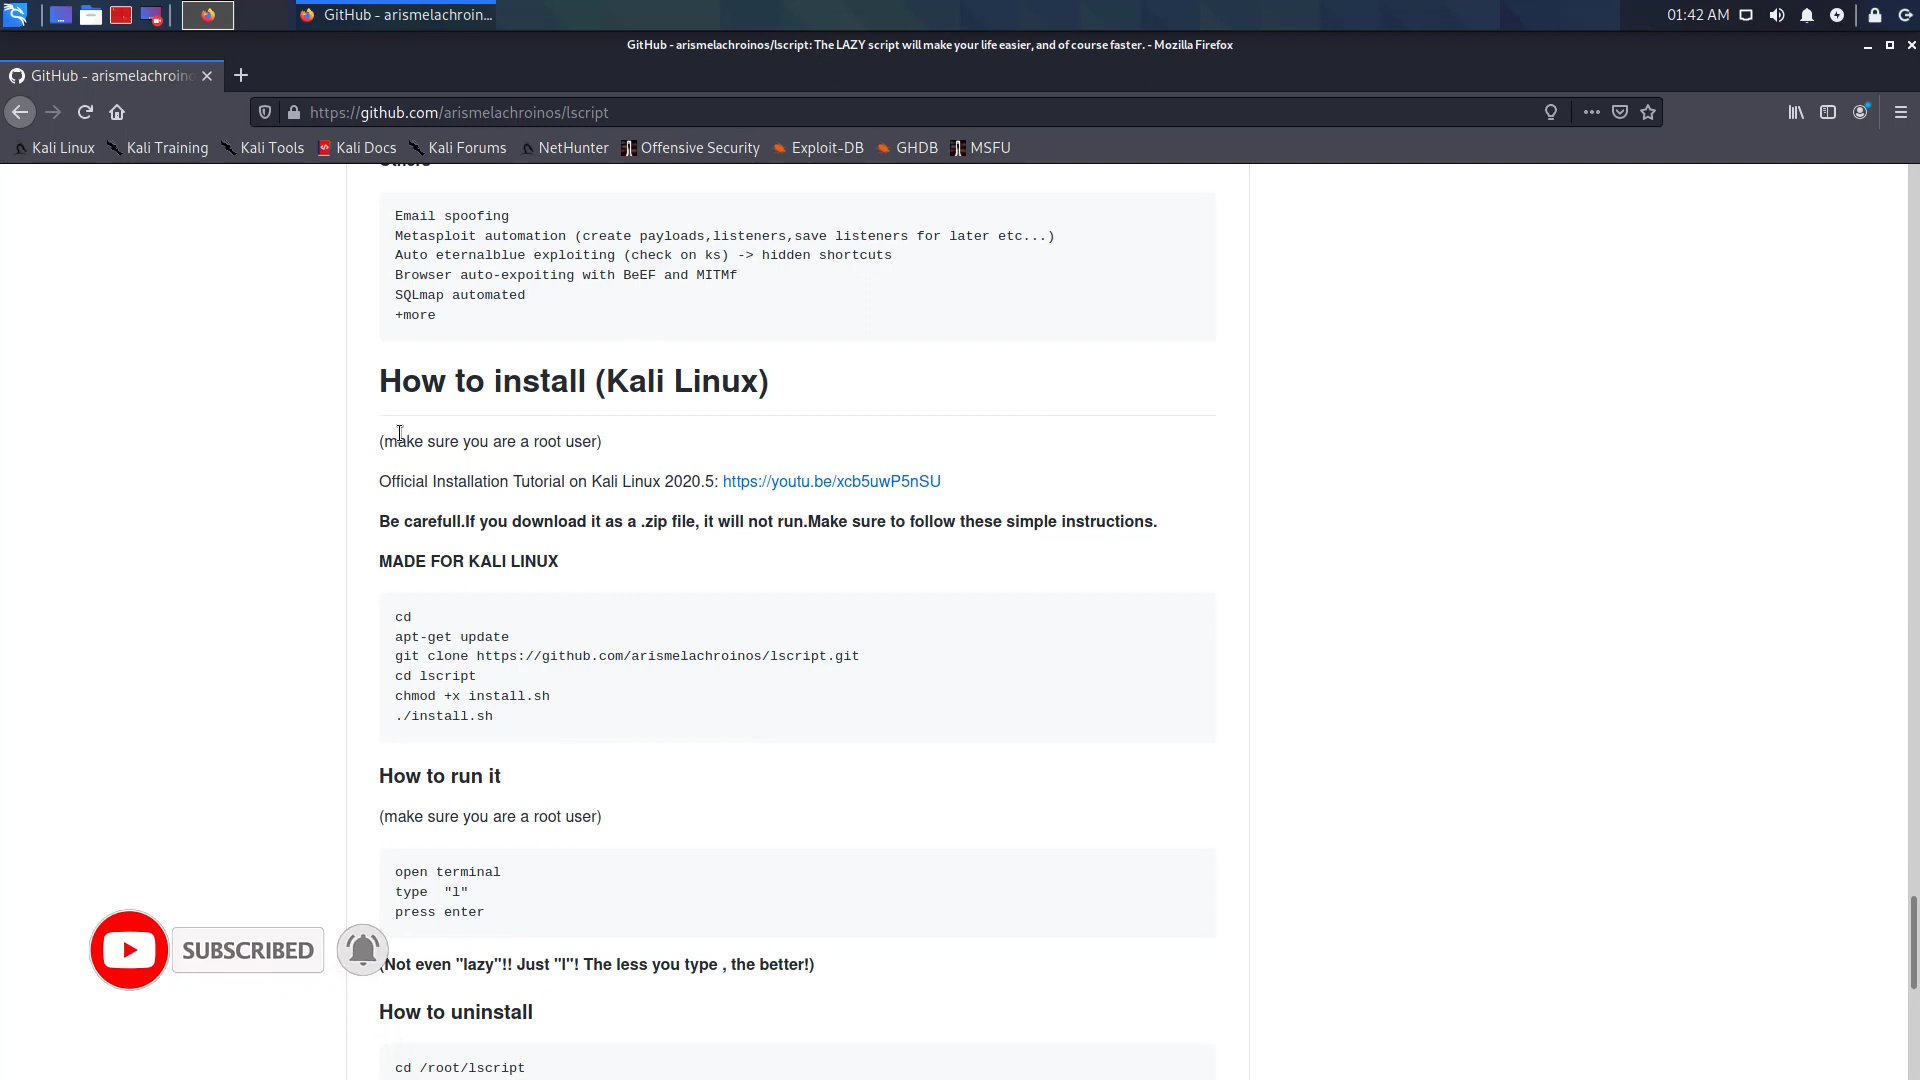 GitHub - arismelachroin...
01:42 AM
GitHub - arismelachroinos/lscript: The LAZY script will make your life easier, and of course faster. - Mozilla Firefox
GitHub - arismelachroino
https://github.com/arismelachroinos/lscript
Kali Linux Kali Training Kali Tools Kali Docs Kali Forums NetHunter Offensive Security Exploit-DB GHDB MSFU
Others
Email spoofing
Metasploit automation (create payloads,listeners,save listeners for later etc...)
Auto eternalblue exploiting (check on ks) -> hidden shortcuts
Browser auto-expoiting with BeEF and MITMf
SQLmap automated
+more
How to install (Kali Linux)
(make sure you are a root user)
Official Installation Tutorial on Kali Linux 2020.5: https://youtu.be/xcb5uwP5nSU
Be carefull.If you download it as a .zip file, it will not run.Make sure to follow these simple instructions.
MADE FOR KALI LINUX
cd
apt-get update
git clone https://github.com/arismelachroinos/lscript.git
cd lscript
chmod +x install.sh
./install.sh
How to run it
(make sure you are a root user)
open terminal
type  "l"
press enter
SUBSCRIBED
(Not even "lazy"!! Just "l"! The less you type , the better!)
How to uninstall
cd /root/lscript